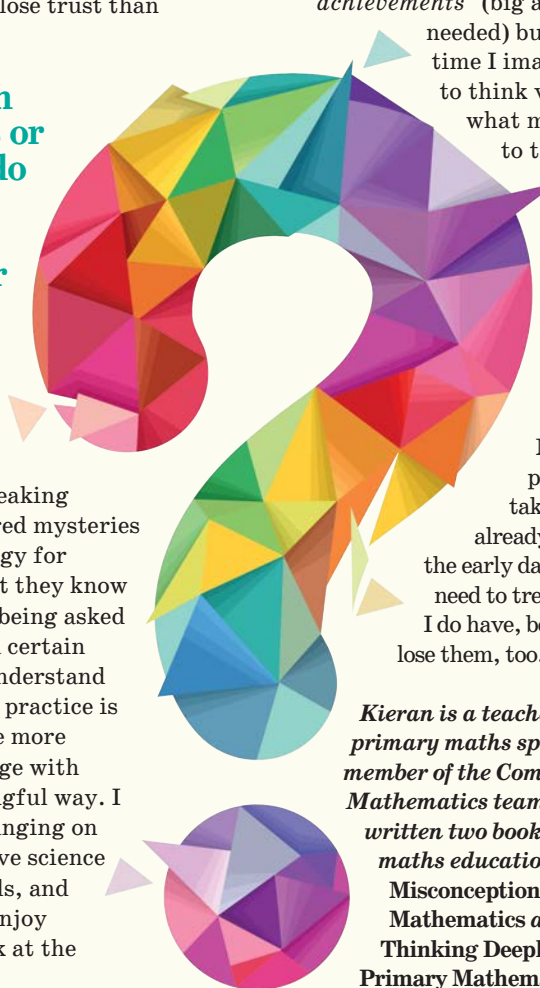 lose trust than
or
do
eaking
red mysteries
gy for
t they know
being asked
certain
nderstand
practice is
e more
ge with
gful way. I
nging on
ve science
ls, and
njoy
k at the
achievements" (big a
needed) bu
time I ima
to think v
what m
to t
p
tak
already
the early da
need to tre
I do have, be
lose them, too.
Kieran is a teach
primary maths sp
member of the Com
Mathematics team
written two book
maths educatio
Misconception
Mathematics a
Thinking Deepl
Primary Mathem